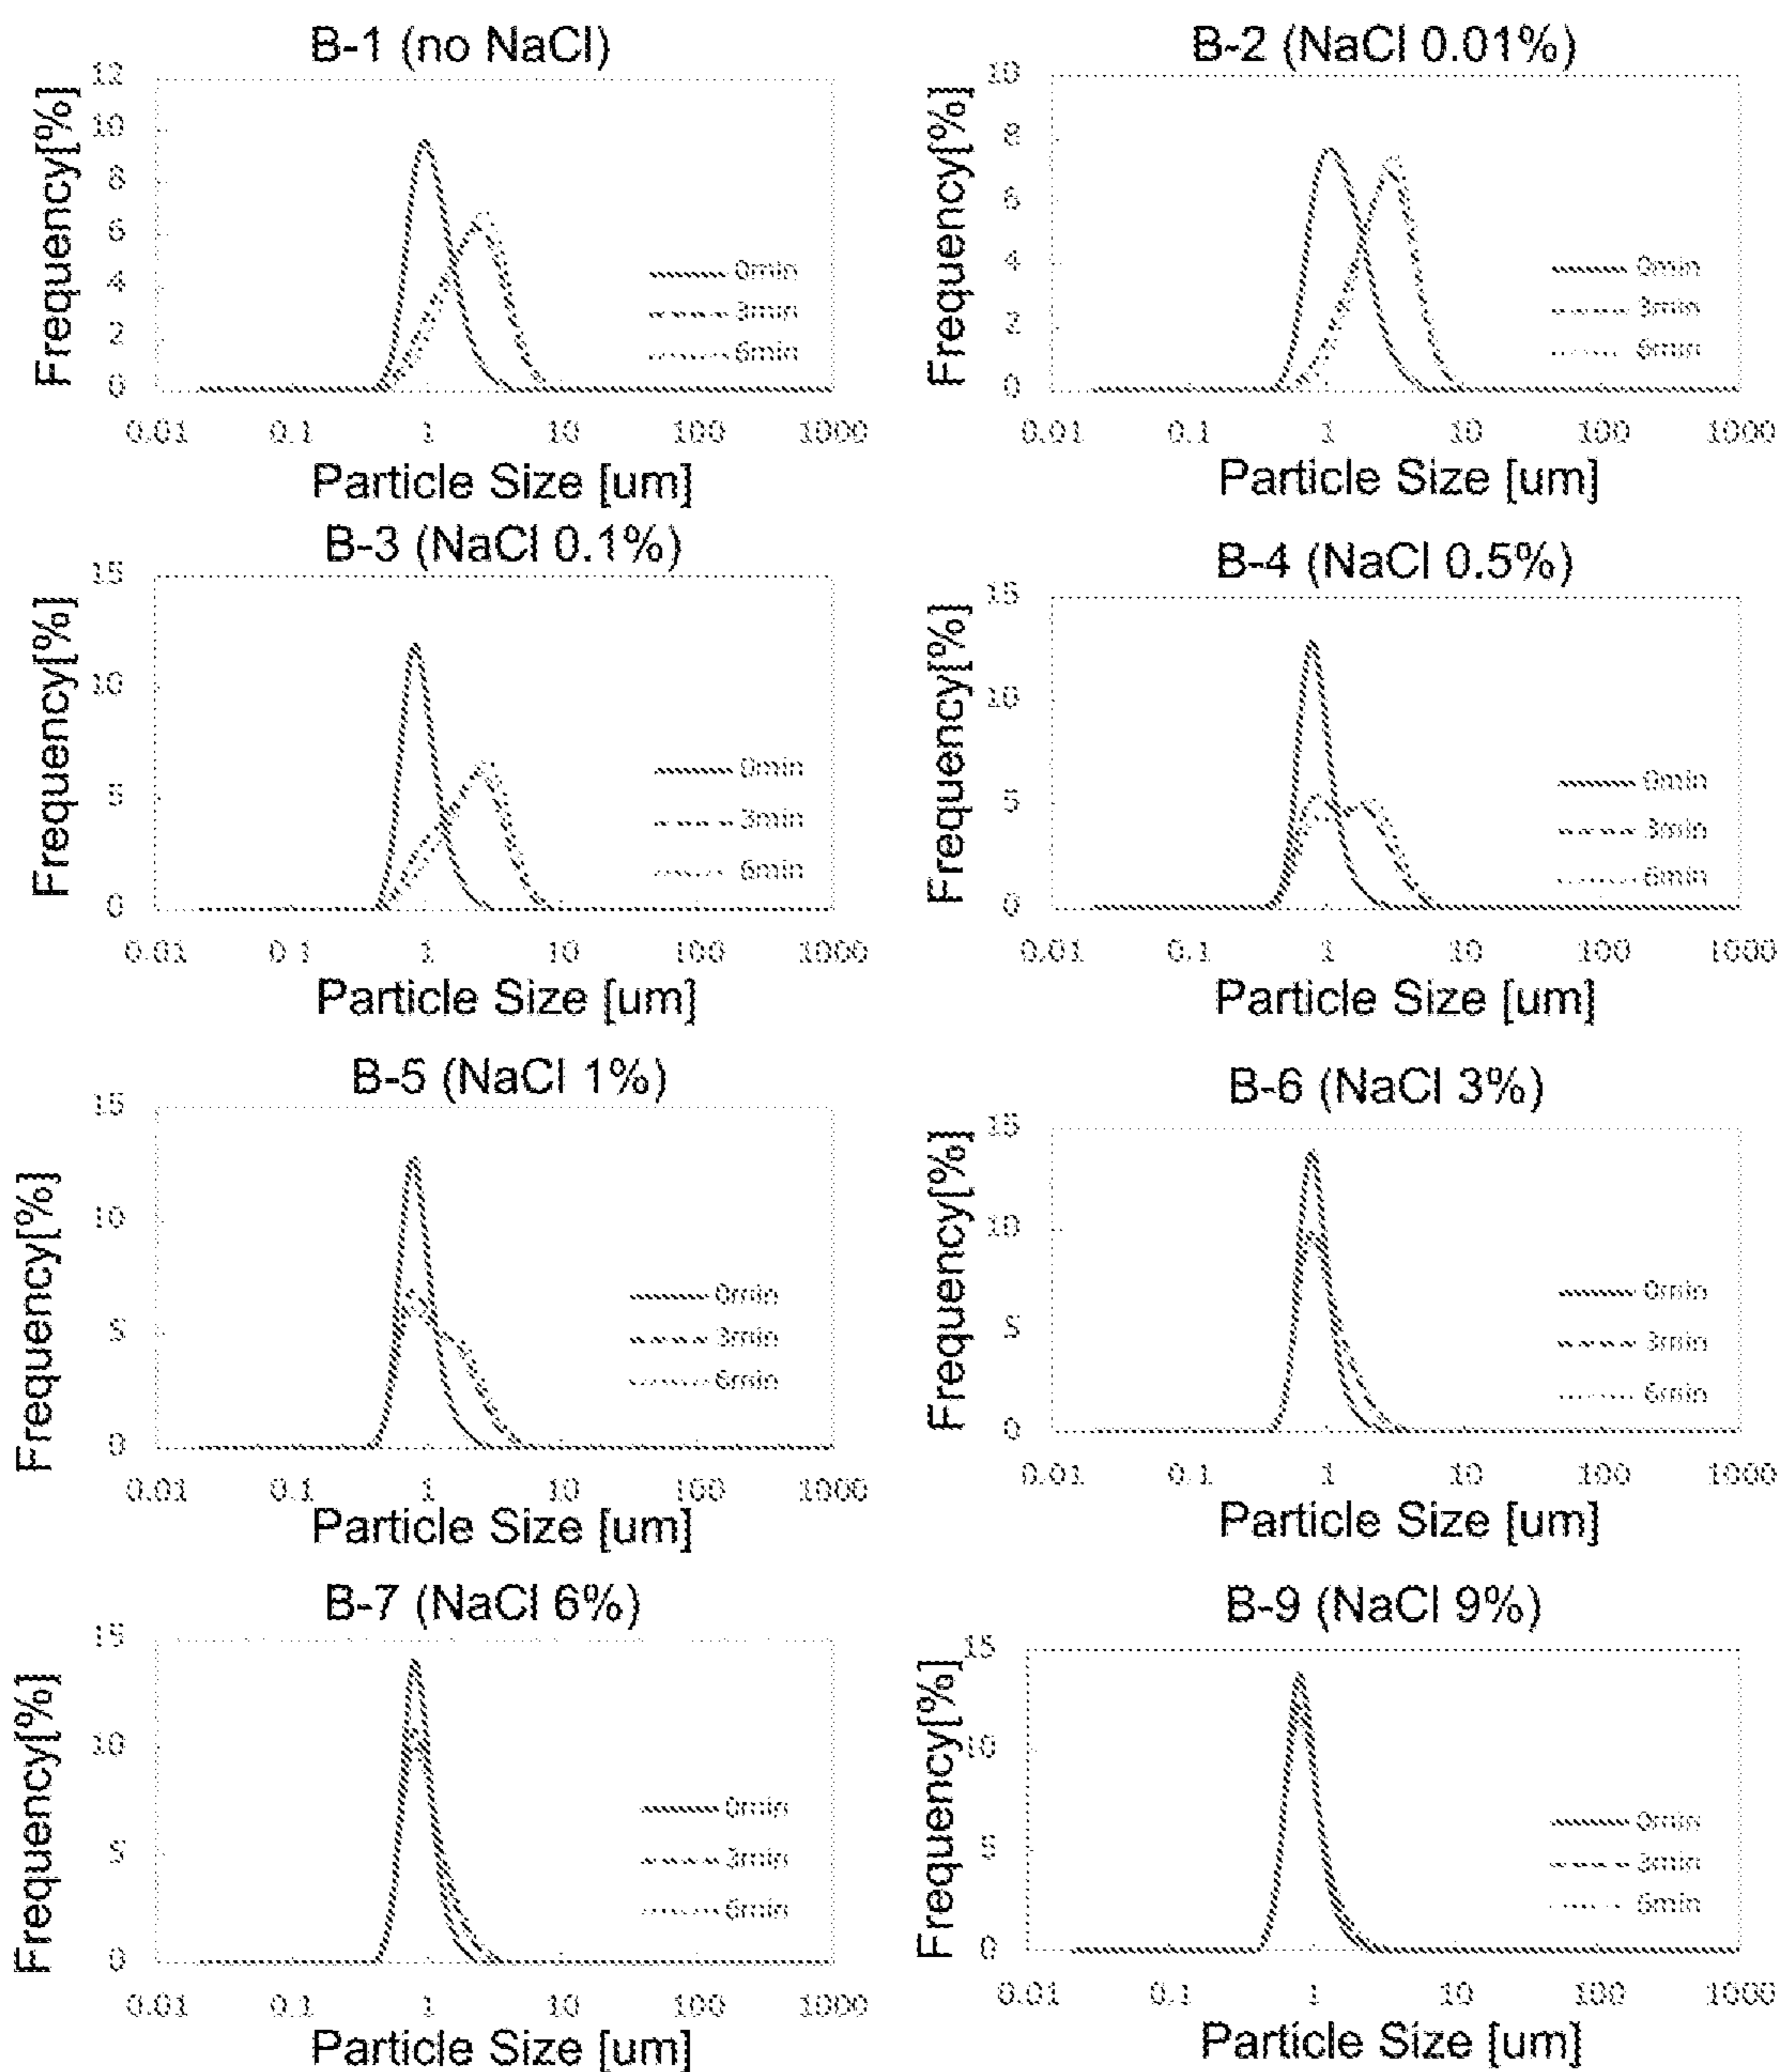 B-1 (no NaCl)
Frequency[%]
12
10
8
6
4
2
0
0min
3min
6min
0.01 0.1 1 10 100 1000
Particle Size [um]
B-2 (NaCl 0.01%)
Frequency[%]
10
8
6
4
2
0
0min
3min
6min
0.01 0.1 1 10 100 1000
Particle Size [um]
B-3 (NaCl 0.1%)
Frequency[%]
15
10
5
0
0min
3min
6min
0.01 0.1 1 10 100 1000
Particle Size [um]
B-4 (NaCl 0.5%)
Frequency[%]
15
10
5
0
0min
3min
6min
0.01 0.1 1 10 100 1000
Particle Size [um]
B-5 (NaCl 1%)
Frequency[%]
15
10
5
0
0min
3min
6min
0.01 0.1 1 10 100 1000
Particle Size [um]
B-6 (NaCl 3%)
Frequency[%]
15
10
5
0
0min
3min
6min
0.01 0.1 1 10 100 1000
Particle Size [um]
B-7 (NaCl 6%)
Frequency[%]
15
10
5
0
0min
3min
6min
0.01 0.1 1 10 100 1000
Particle Size [um]
B-9 (NaCl 9%)
Frequency[%]
15
10
5
0
0min
3min
6min
0.01 0.1 1 10 100 1000
Particle Size [um]